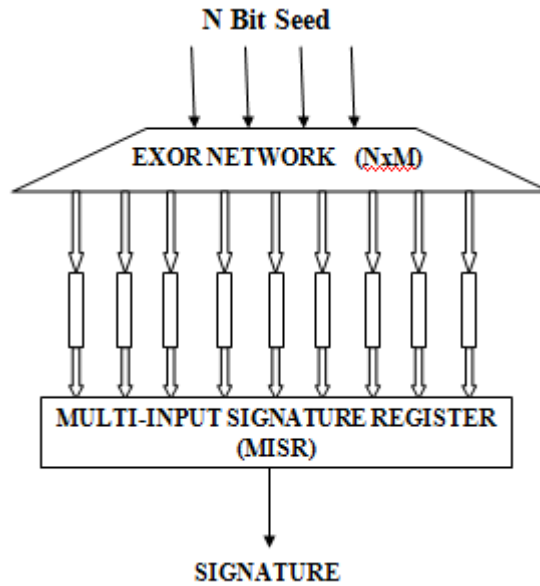 N Bit Seed
EXOR NETWORK (NxM)
MULTI-INPUT SIGNATURE REGISTER
(MISR)
SIGNATURE